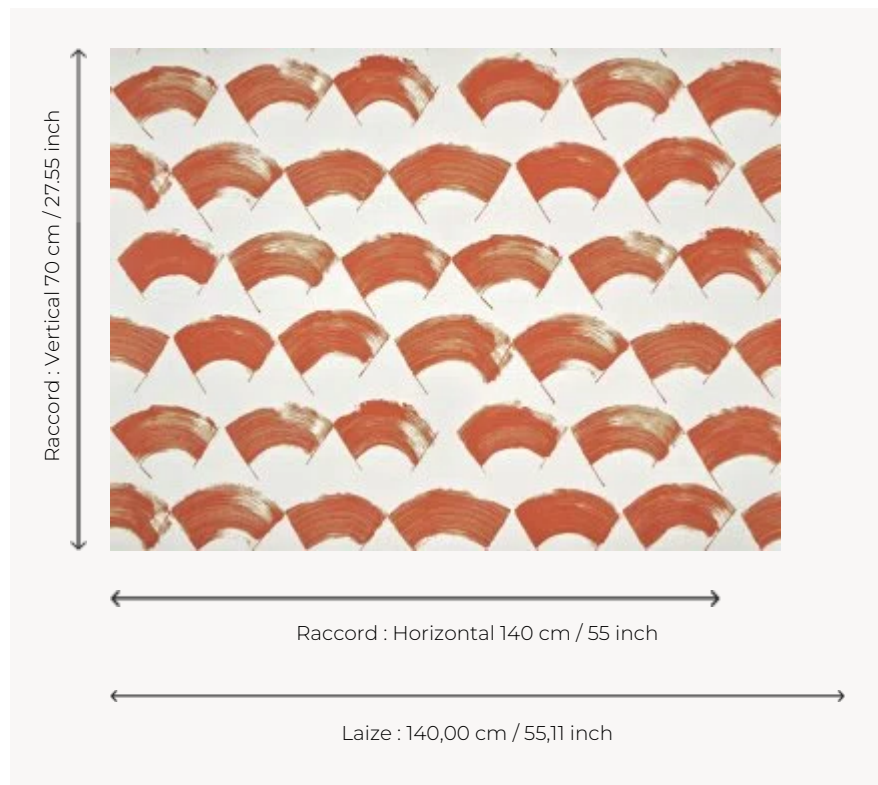 Raccord : Vertical 70 cm / 27.55 inch
Raccord : Horizontal 140 cm / 55 inch
Laize : 140,00 cm / 55,11 inch